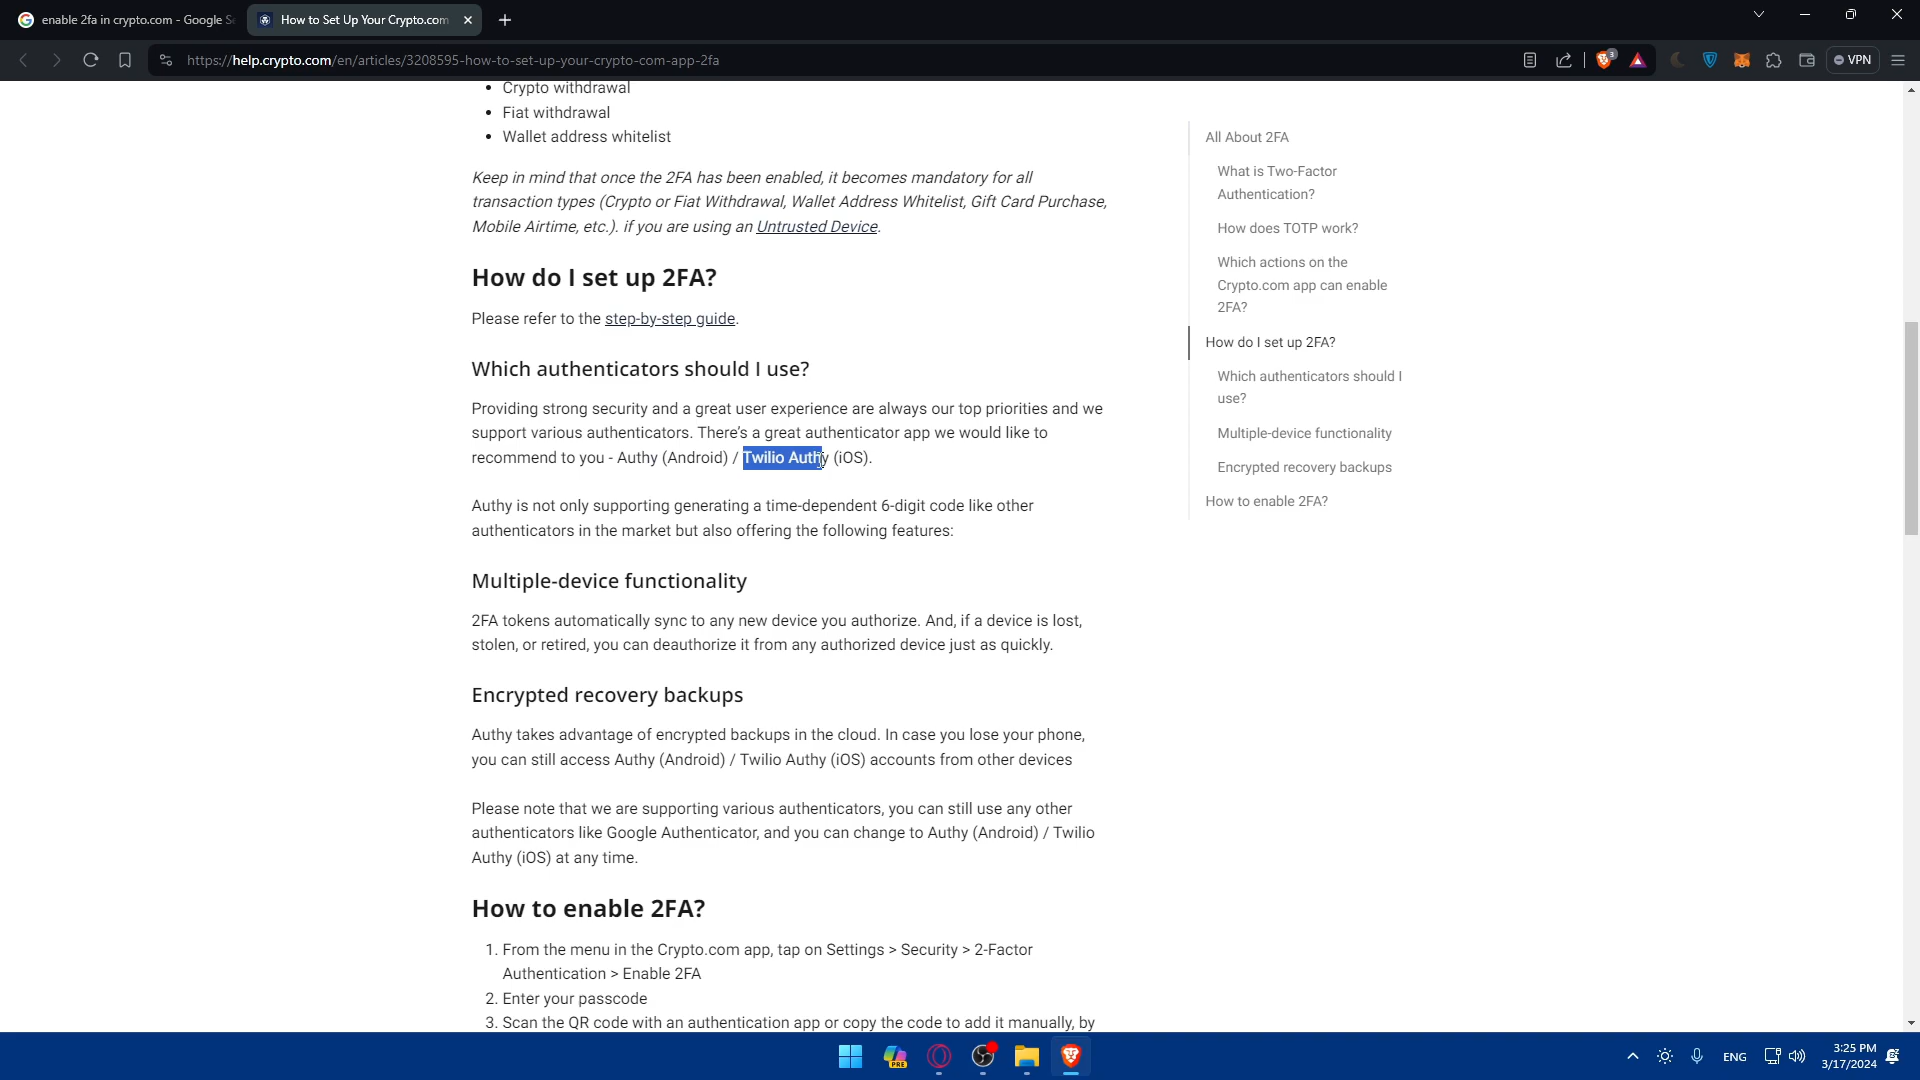 enable 2fa in crypto.com - Google S
How to Set Up Your Crypto.com
https://help.crypto.com/en/articles/3208595-how-to-set-up-your-crypto-com-app-2fa
3
VPN
• Crypto withdrawal
• Fiat withdrawal
• Wallet address whitelist
Keep in mind that once the 2FA has been enabled, it becomes mandatory for all
transaction types (Crypto or Fiat Withdrawal, Wallet Address Whitelist, Gift Card Purchase,
Mobile Airtime, etc.). if you are using an Untrusted Device.
How do I set up 2FA?
Please refer to the step-by-step guide.
Which authenticators should I use?
Providing strong security and a great user experience are always our top priorities and we
support various authenticators. There's a great authenticator app we would like to
recommend to you - Authy (Android) / Twilio Authy (iOS).
Authy is not only supporting generating a time-dependent 6-digit code like other
authenticators in the market but also offering the following features:
Multiple-device functionality
2FA tokens automatically sync to any new device you authorize. And, if a device is lost,
stolen, or retired, you can deauthorize it from any authorized device just as quickly.
Encrypted recovery backups
Authy takes advantage of encrypted backups in the cloud. In case you lose your phone,
you can still access Authy (Android) / Twilio Authy (iOS) accounts from other devices
Please note that we are supporting various authenticators, you can still use any other
authenticators like Google Authenticator, and you can change to Authy (Android) / Twilio
Authy (iOS) at any time.
How to enable 2FA?
1. From the menu in the Crypto.com app, tap on Settings > Security > 2-Factor
Authentication > Enable 2FA
2. Enter your passcode
3. Scan the QR code with an authentication app or copy the code to add it manually, by
All About 2FA
What is Two-Factor
Authentication?
How does TOTP work?
Which actions on the
Crypto.com app can enable
2FA?
How do I set up 2FA?
Which authenticators should I
use?
Multiple-device functionality
Encrypted recovery backups
How to enable 2FA?
PRE
ENG
3:25 PM
3/17/2024